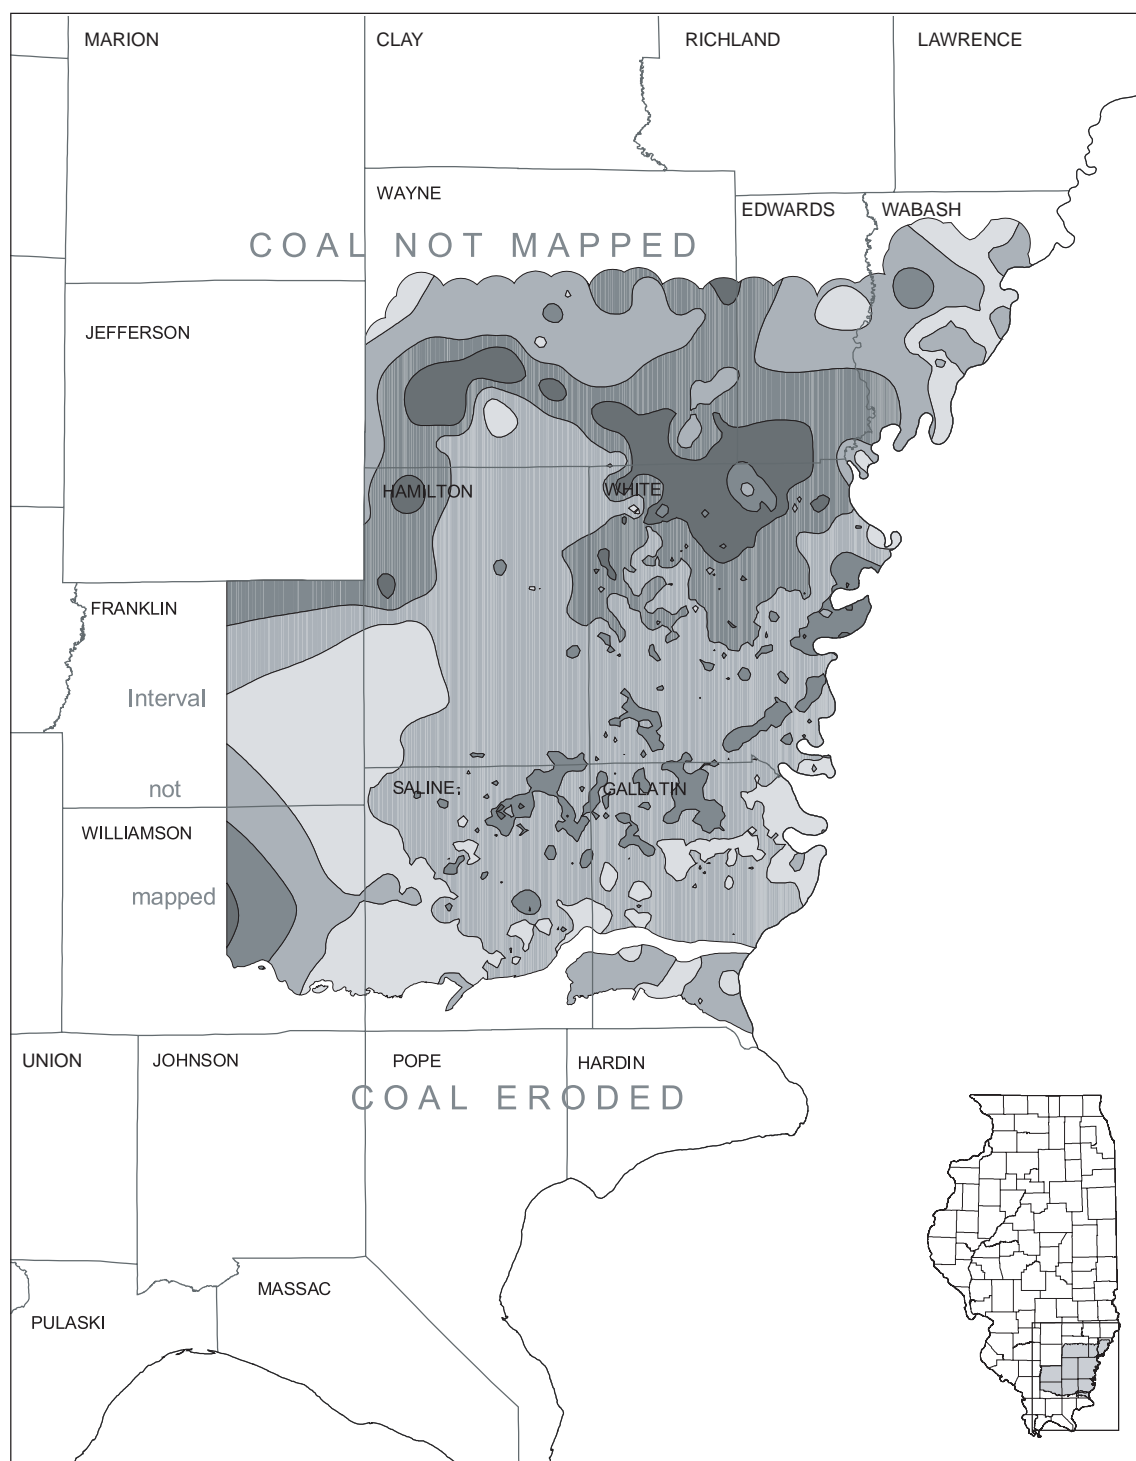 MARION
CLAY
RICHLAND
LAWRENCE
WAYNE
EDWARDS
WABASH
COAL NOT MAPPED
JEFFERSON
HAMILTON
WHITE
FRANKLIN
Interval
not
SALINE
GALLATIN
WILLIAMSON
mapped
UNION
JOHNSON
POPE
HARDIN
COAL ERODED
MASSAC
PULASKI